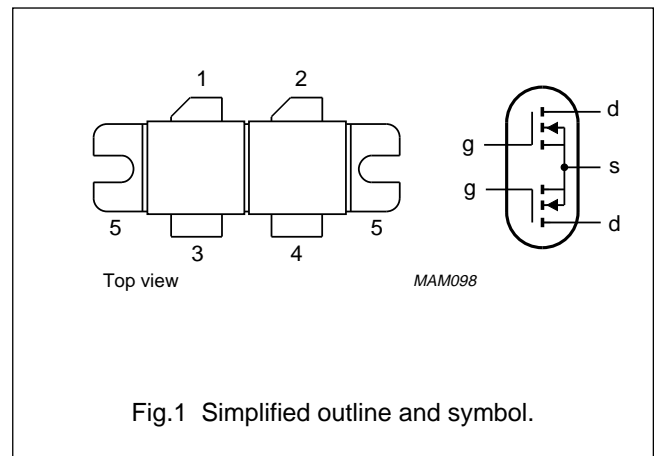 1 2
5 5
3 4
Top view
d
g
s
g
d
MAM098
Fig.1 Simplified outline and symbol.